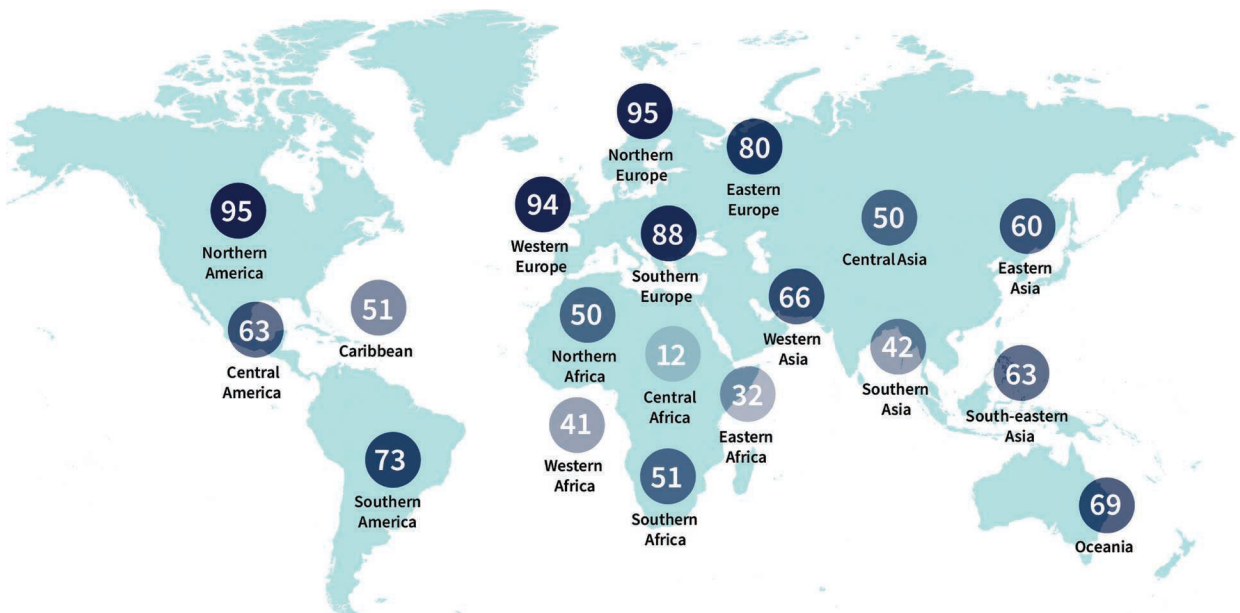 95
Northern
Europe
80
Eastern
Europe
95
Northern
America
94
Western
Europe
88
Southern
Europe
50
Central Asia
60
Eastern
Asia
63
Central
America
51
Caribbean
50
Northern
Africa
12
Central
Africa
66
Western
Asia
42
Southern
Asia
63
South-eastern
Asia
41
Western
Africa
32
Eastern
Africa
73
Southern
America
51
Southern
Africa
69
Oceania